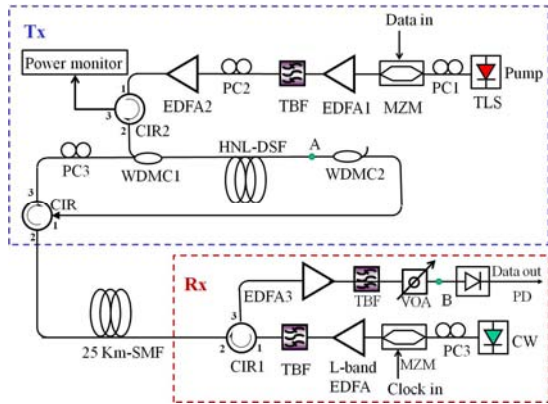 Tx
Data in
Power monitor
1
3
2
CIR2
EDFA2
PC2
TBF
EDFA1
MZM
PC1
TLS
Pump
PC3
WDMC1
HNL-DSF
A
WDMC2
3
CIR
1
2
Rx
EDFA3
TBF
VOA
B
Data out
PD
25 Km-SMF
3
2
1
CIR1
TBF
L-band
EDFA
MZM
PC3
CW
Clock in